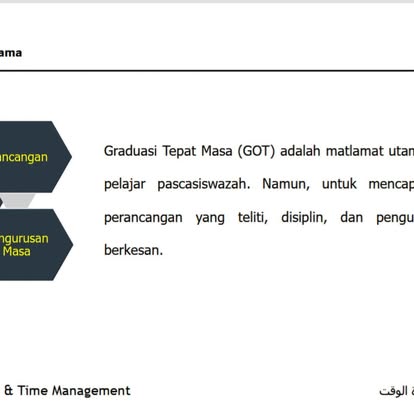 ama
ancangan
Graduasi Tepat Masa (GOT) adalah matlamat utam
pelajar pascasiswazah. Namun, untuk mencap
perancangan yang teliti, disiplin, dan pengu
berkesan.
ngurusan
Masa
& Time Management
ة الوقت